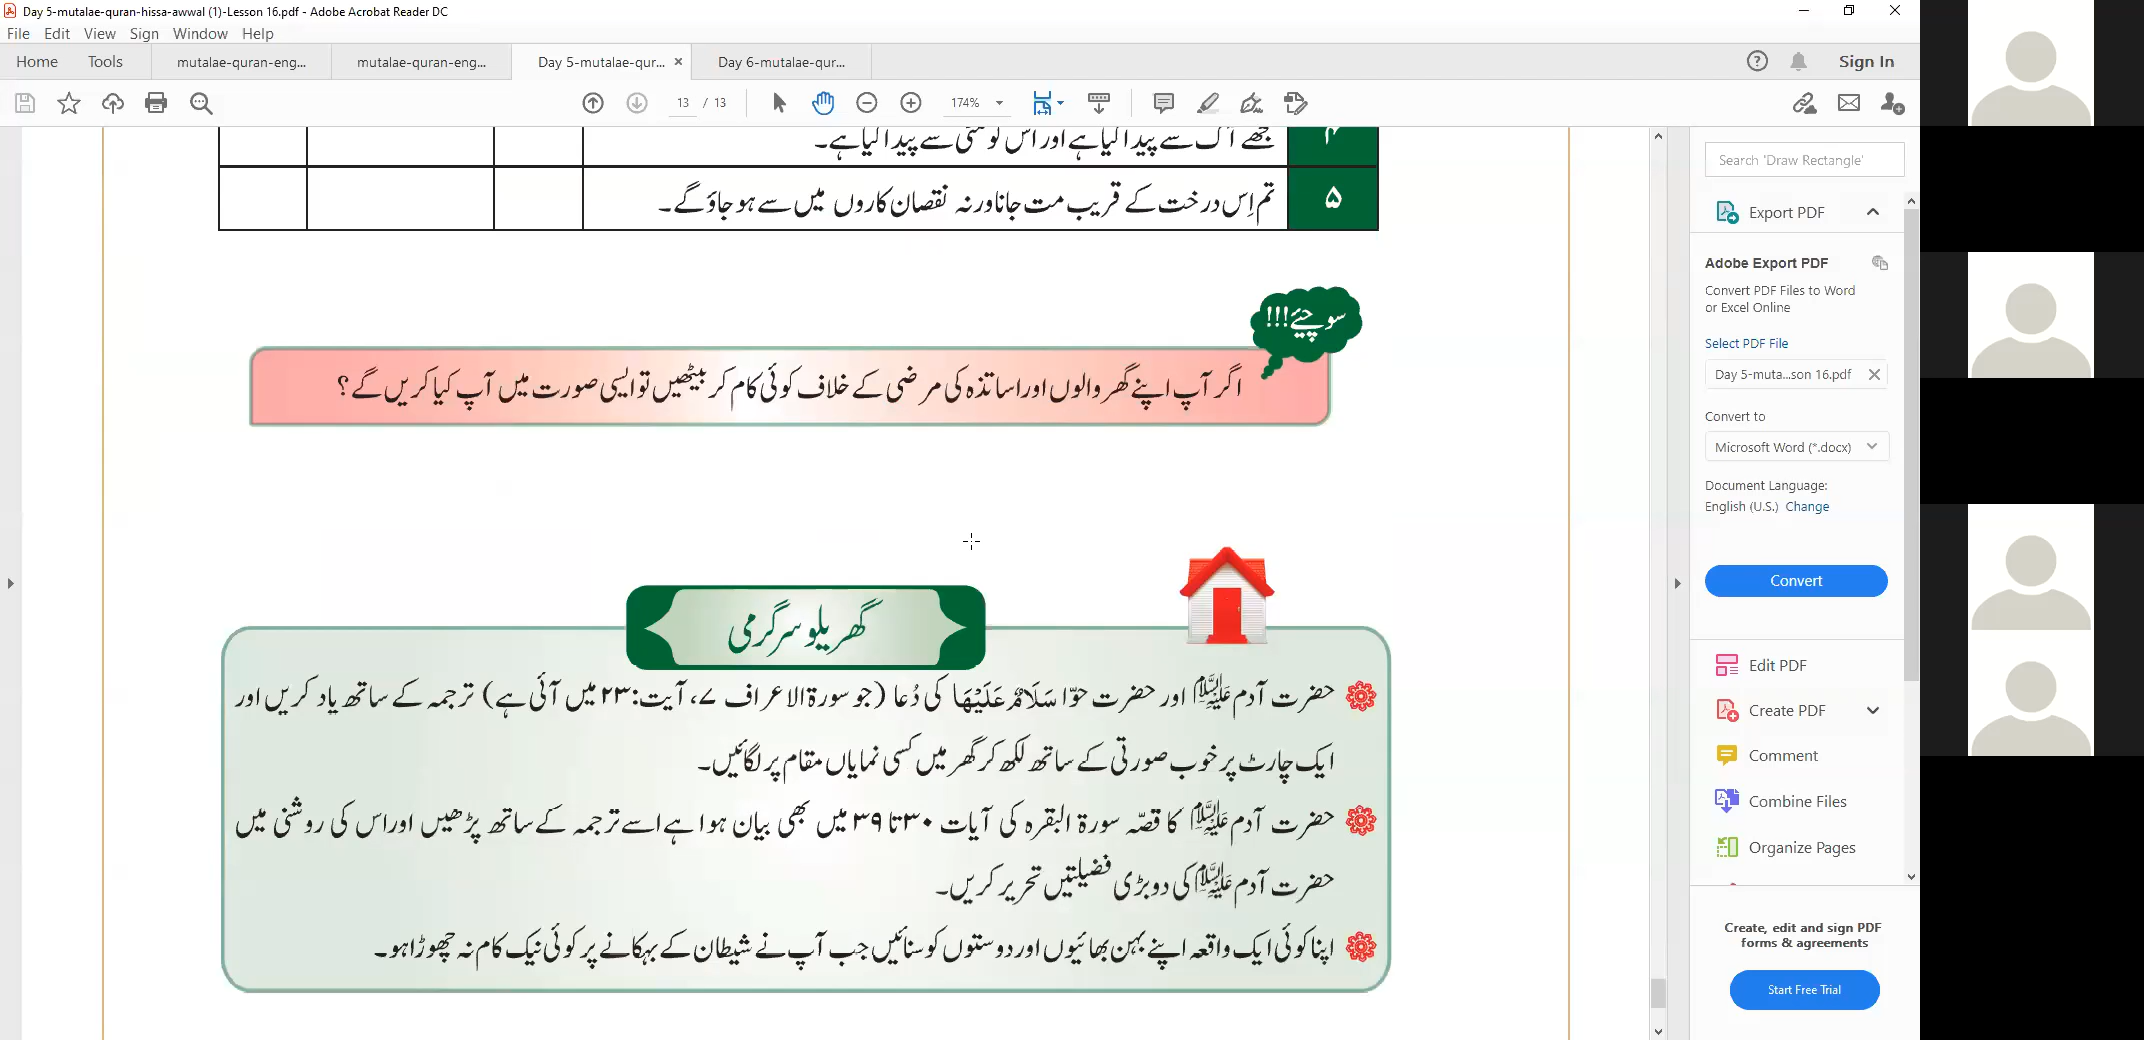 Day 5-mutalae-quran-hissa-awwal (1)-Lesson 16.pdf - Adobe Acrobat Reader DC
File Edit View Sign Window Help
Home Tools mutalae-quran-eng... mutalae-quran-eng... Day 5-mutalae-qur... × Day 6-mutalae-qur... Sign In
13 / 13 174%
۴ مجھے آگ سے پیدا کیا ہے اور اس کو مٹی سے پیدا کیا ہے۔
۵ تم اِس درخت کے قریب مت جانا ورنہ نقصان کاروں میں سے ہو جاؤ گے۔
سوچیئے!!!
اگر آپ اپنے گھر والوں اور اساتذہ کی مرضی کے خلاف کوئی کام کر بیٹھیں تو ایسی صورت میں آپ کیا کریں گے؟
گھریلو سرگرمی
حضرت آدم علیہ السلام اور حضرت حوّا سَلَامٌ عَلَيْهَا کی دُعا (جو سورۃ الاعراف ۷، آیت: ۲۳ میں آئی ہے) ترجمہ کے ساتھ یاد کریں اور
ایک چارٹ پر خوب صورتی کے ساتھ لکھ کر گھر میں کسی نمایاں مقام پر لگائیں۔
حضرت آدم علیہ السلام کا قصّہ سورۃ البقرہ کی آیات ۳۰ تا ۳۹ میں بھی بیان ہوا ہے اسے ترجمہ کے ساتھ پڑھیں اور اس کی روشنی میں
حضرت آدم علیہ السلام کی دو بڑی فضیلتیں تحریر کریں۔
اپنا کوئی ایک واقعہ اپنے بہن بھائیوں اور دوستوں کو سنائیں جب آپ نے شیطان کے بہکانے پر کوئی نیک کام نہ چھوڑا ہو۔
Search 'Draw Rectangle'
Export PDF
Adobe Export PDF
Convert PDF Files to Word
or Excel Online
Select PDF File
Day 5-muta...son 16.pdf ×
Convert to
Microsoft Word (*.docx)
Document Language:
English (U.S.) Change
Convert
Edit PDF
Create PDF
Comment
Combine Files
Organize Pages
Create, edit and sign PDF
forms & agreements
Start Free Trial